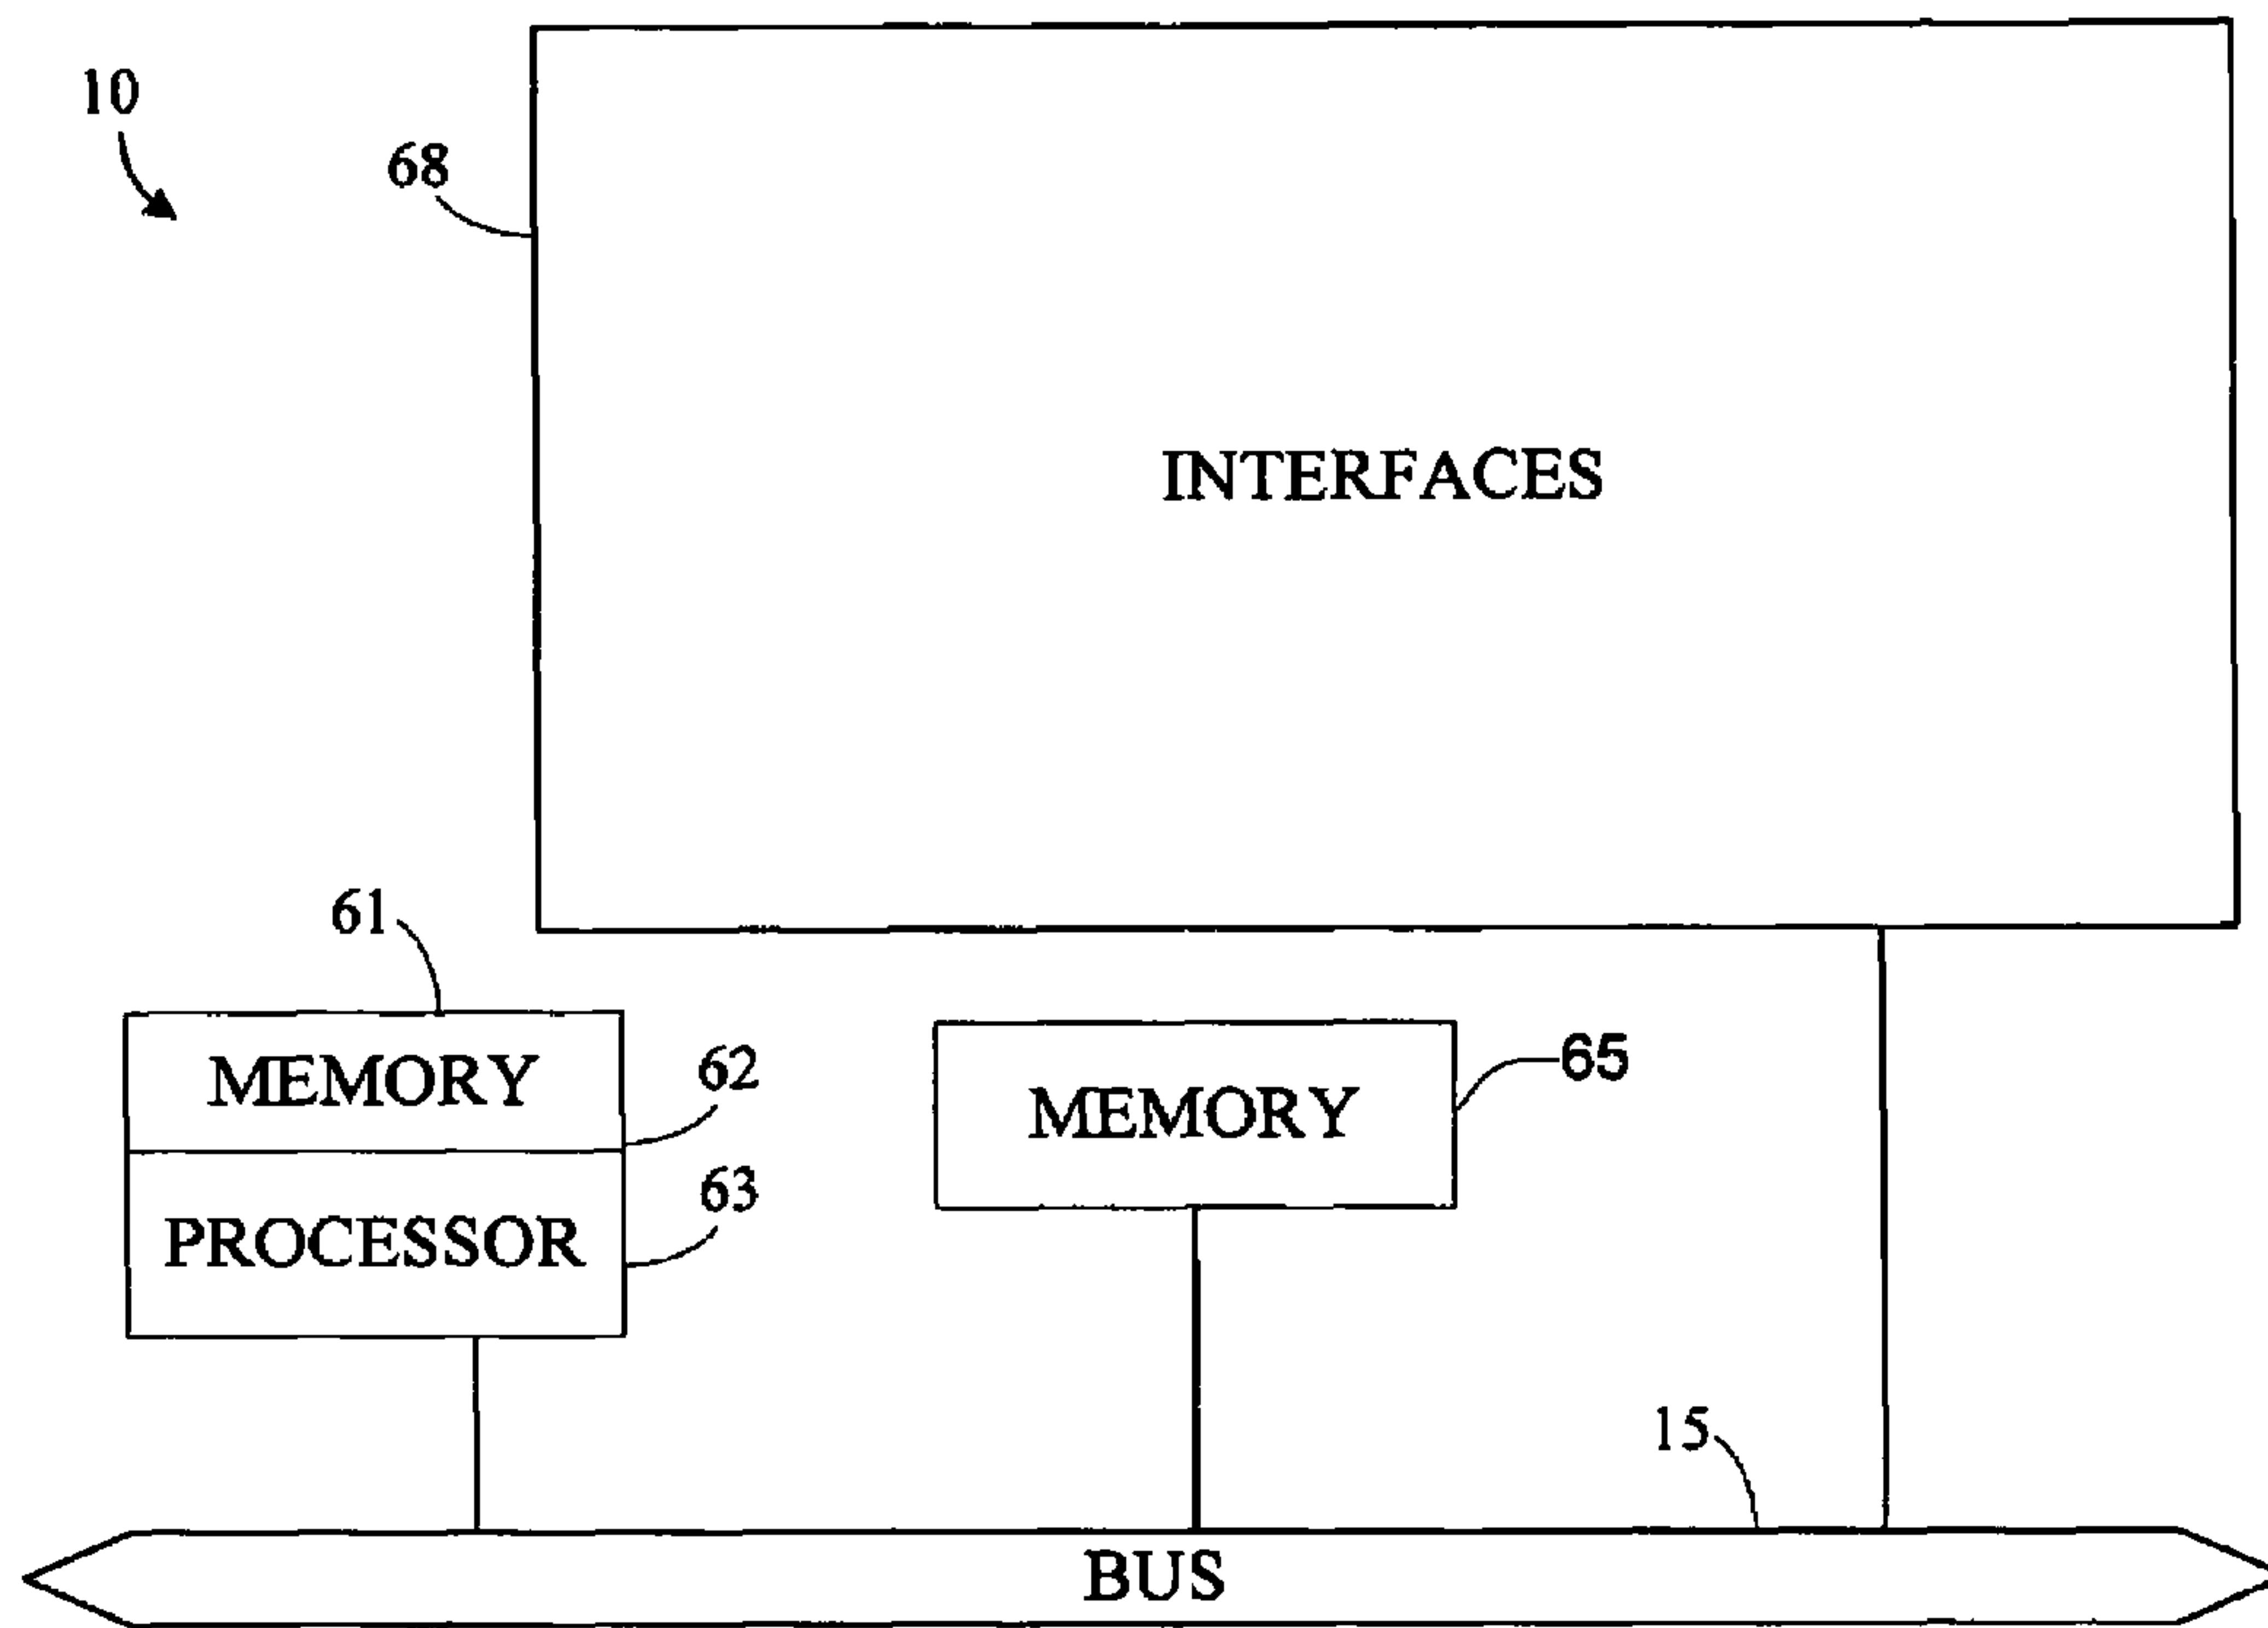 10
68
INTERFACES
61
MEMORY
62
63
PROCESSOR
MEMORY
65
15
BUS